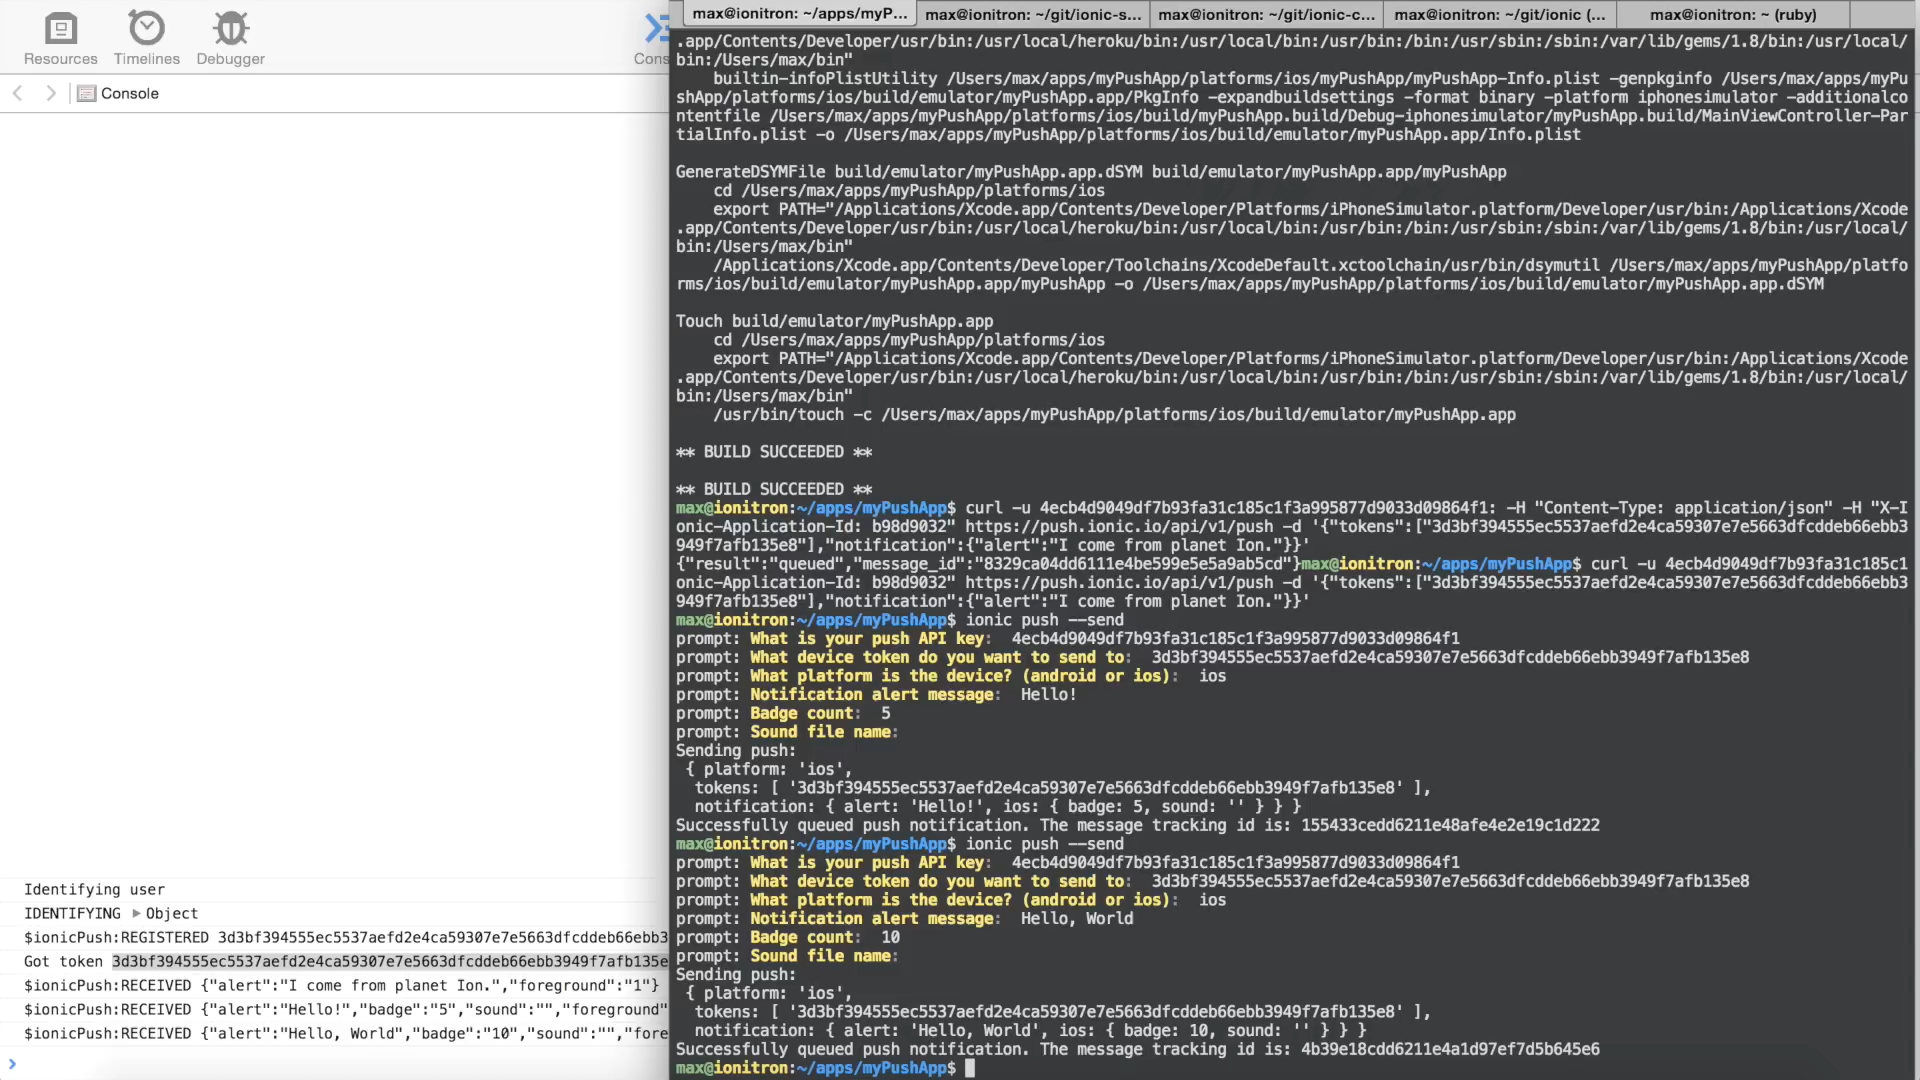 Resources Timelines Debugger Cons
Console
Identifying user
IDENTIFYING ▶ Object
$ionicPush:REGISTERED 3d3bf394555ec5537aefd2e4ca59307e7e5663dfcddeb66ebb3
Got token 3d3bf394555ec5537aefd2e4ca59307e7e5663dfcddeb66ebb3949f7afb135e
$ionicPush:RECEIVED {"alert":"I come from planet Ion.","foreground":"1"}
$ionicPush:RECEIVED {"alert":"Hello!","badge":"5","sound":"","foreground"
$ionicPush:RECEIVED {"alert":"Hello, World","badge":"10","sound":"","fore
max@ionitron: ~/apps/myP... max@ionitron: ~/git/ionic-s... max@ionitron: ~/git/ionic-c... max@ionitron: ~/git/ionic (... max@ionitron: ~ (ruby)
.app/Contents/Developer/usr/bin:/usr/local/heroku/bin:/usr/local/bin:/usr/bin:/bin:/usr/sbin:/sbin:/var/lib/gems/1.8/bin:/usr/local/
bin:/Users/max/bin"
builtin-infoPlistUtility /Users/max/apps/myPushApp/platforms/ios/myPushApp/myPushApp-Info.plist -genpkginfo /Users/max/apps/myPu
shApp/platforms/ios/build/emulator/myPushApp.app/PkgInfo -expandbuildsettings -format binary -platform iphonesimulator -additionalco
ntentfile /Users/max/apps/myPushApp/platforms/ios/build/myPushApp.build/Debug-iphonesimulator/myPushApp.build/MainViewController-Par
tialInfo.plist -o /Users/max/apps/myPushApp/platforms/ios/build/emulator/myPushApp.app/Info.plist
GenerateDSYMFile build/emulator/myPushApp.app.dSYM build/emulator/myPushApp.app/myPushApp
cd /Users/max/apps/myPushApp/platforms/ios
export PATH="/Applications/Xcode.app/Contents/Developer/Platforms/iPhoneSimulator.platform/Developer/usr/bin:/Applications/Xcode
.app/Contents/Developer/usr/bin:/usr/local/heroku/bin:/usr/local/bin:/usr/bin:/bin:/usr/sbin:/sbin:/var/lib/gems/1.8/bin:/usr/local/
bin:/Users/max/bin"
/Applications/Xcode.app/Contents/Developer/Toolchains/XcodeDefault.xctoolchain/usr/bin/dsymutil /Users/max/apps/myPushApp/platfo
rms/ios/build/emulator/myPushApp.app/myPushApp -o /Users/max/apps/myPushApp/platforms/ios/build/emulator/myPushApp.app.dSYM
Touch build/emulator/myPushApp.app
cd /Users/max/apps/myPushApp/platforms/ios
export PATH="/Applications/Xcode.app/Contents/Developer/Platforms/iPhoneSimulator.platform/Developer/usr/bin:/Applications/Xcode
.app/Contents/Developer/usr/bin:/usr/local/heroku/bin:/usr/local/bin:/usr/bin:/bin:/usr/sbin:/sbin:/var/lib/gems/1.8/bin:/usr/local/
bin:/Users/max/bin"
/usr/bin/touch -c /Users/max/apps/myPushApp/platforms/ios/build/emulator/myPushApp.app
** BUILD SUCCEEDED **
** BUILD SUCCEEDED **
max@ionitron:~/apps/myPushApp$ curl -u 4ecb4d9049df7b93fa31c185c1f3a995877d9033d09864f1: -H "Content-Type: application/json" -H "X-I
onic-Application-Id: b98d9032" https://push.ionic.io/api/v1/push -d '{"tokens":["3d3bf394555ec5537aefd2e4ca59307e7e5663dfcddeb66ebb3
949f7afb135e8"],"notification":{"alert":"I come from planet Ion."}}'
{"result":"queued","message_id":"8329ca04dd6111e4be599e5e5a9ab5cd"}max@ionitron:~/apps/myPushApp$ curl -u 4ecb4d9049df7b93fa31c185c1
onic-Application-Id: b98d9032" https://push.ionic.io/api/v1/push -d '{"tokens":["3d3bf394555ec5537aefd2e4ca59307e7e5663dfcddeb66ebb3
949f7afb135e8"],"notification":{"alert":"I come from planet Ion."}}'
max@ionitron:~/apps/myPushApp$ ionic push --send
prompt: What is your push API key:  4ecb4d9049df7b93fa31c185c1f3a995877d9033d09864f1
prompt: What device token do you want to send to:  3d3bf394555ec5537aefd2e4ca59307e7e5663dfcddeb66ebb3949f7afb135e8
prompt: What platform is the device? (android or ios):  ios
prompt: Notification alert message:  Hello!
prompt: Badge count:  5
prompt: Sound file name:
Sending push:
{ platform: 'ios',
tokens: [ '3d3bf394555ec5537aefd2e4ca59307e7e5663dfcddeb66ebb3949f7afb135e8' ],
notification: { alert: 'Hello!', ios: { badge: 5, sound: '' } } }
Successfully queued push notification. The message tracking id is: 155433cedd6211e48afe4e2e19c1d222
max@ionitron:~/apps/myPushApp$ ionic push --send
prompt: What is your push API key:  4ecb4d9049df7b93fa31c185c1f3a995877d9033d09864f1
prompt: What device token do you want to send to:  3d3bf394555ec5537aefd2e4ca59307e7e5663dfcddeb66ebb3949f7afb135e8
prompt: What platform is the device? (android or ios):  ios
prompt: Notification alert message:  Hello, World
prompt: Badge count:  10
prompt: Sound file name:
Sending push:
{ platform: 'ios',
tokens: [ '3d3bf394555ec5537aefd2e4ca59307e7e5663dfcddeb66ebb3949f7afb135e8' ],
notification: { alert: 'Hello, World', ios: { badge: 10, sound: '' } } }
Successfully queued push notification. The message tracking id is: 4b39e18cdd6211e4a1d97ef7d5b645e6
max@ionitron:~/apps/myPushApp$